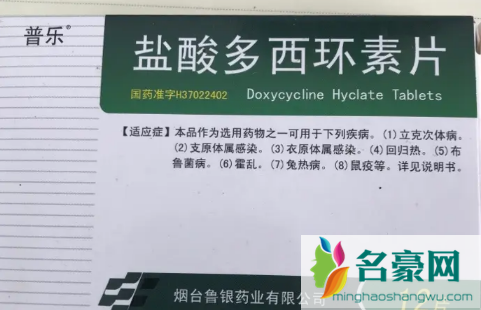 普乐®
盐酸多西环素片
国药准字H37022402 Doxycycline Hyclate Tablets
【适应症】本品作为选用药物之一可用于下列疾病。(1)立克次体病。
(2)支原体属感染。(3)衣原体属感染。(4)回归热。(5)布
鲁菌病。(6)霍乱。(7)兔热病。(8)鼠疫等。详见说明书。
烟台鲁银药业有限公司
名豪网
minghaoshangwu.com